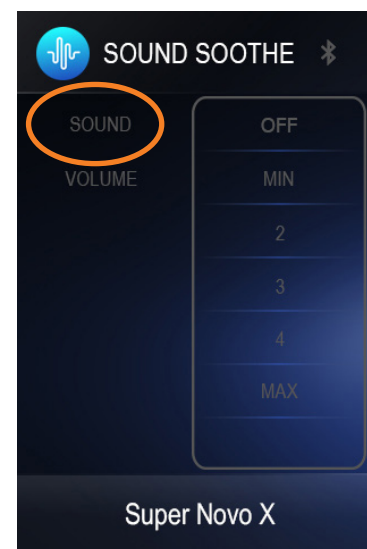 SOUND SOOTHE
SOUND
VOLUME
OFF
MIN
2
3
4
MAX
Super Novo X